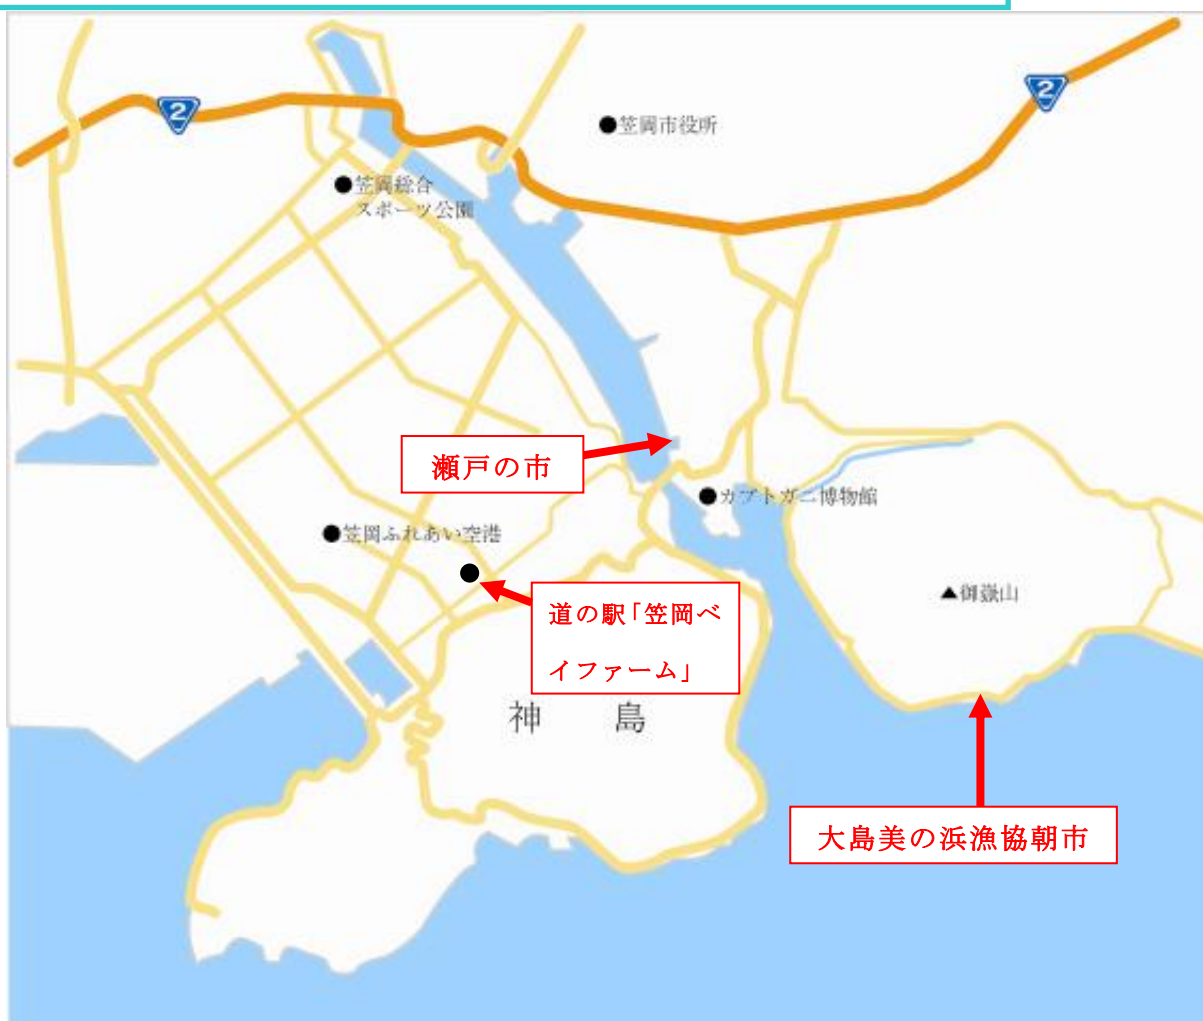 2
2
●笠岡市役所
●笠岡総合
スポーツ公園
瀬戸の市
●カブトガニ博物館
●笠岡ふれあい空港
道の駅「笠岡ベ
イファーム」
▲御嶽山
神島
大島美の浜漁協朝市